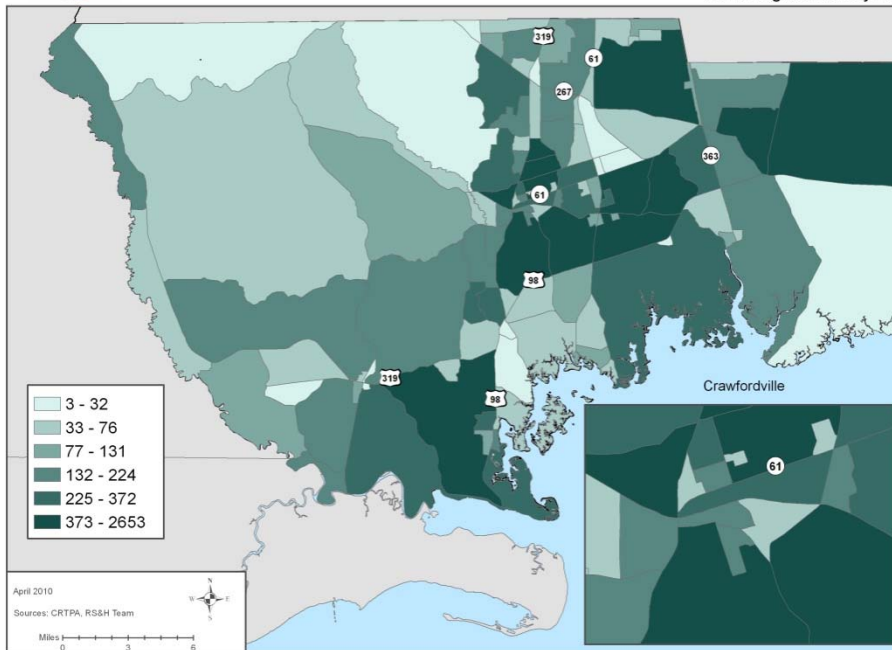 319
61
267
363
61
98
319
98
Crawfordville
61
3 - 32
33 - 76
77 - 131
132 - 224
225 - 372
373 - 2653
April 2010
N
W E
S
Sources: CRTPA, RS&H Team
Miles
0 3 6